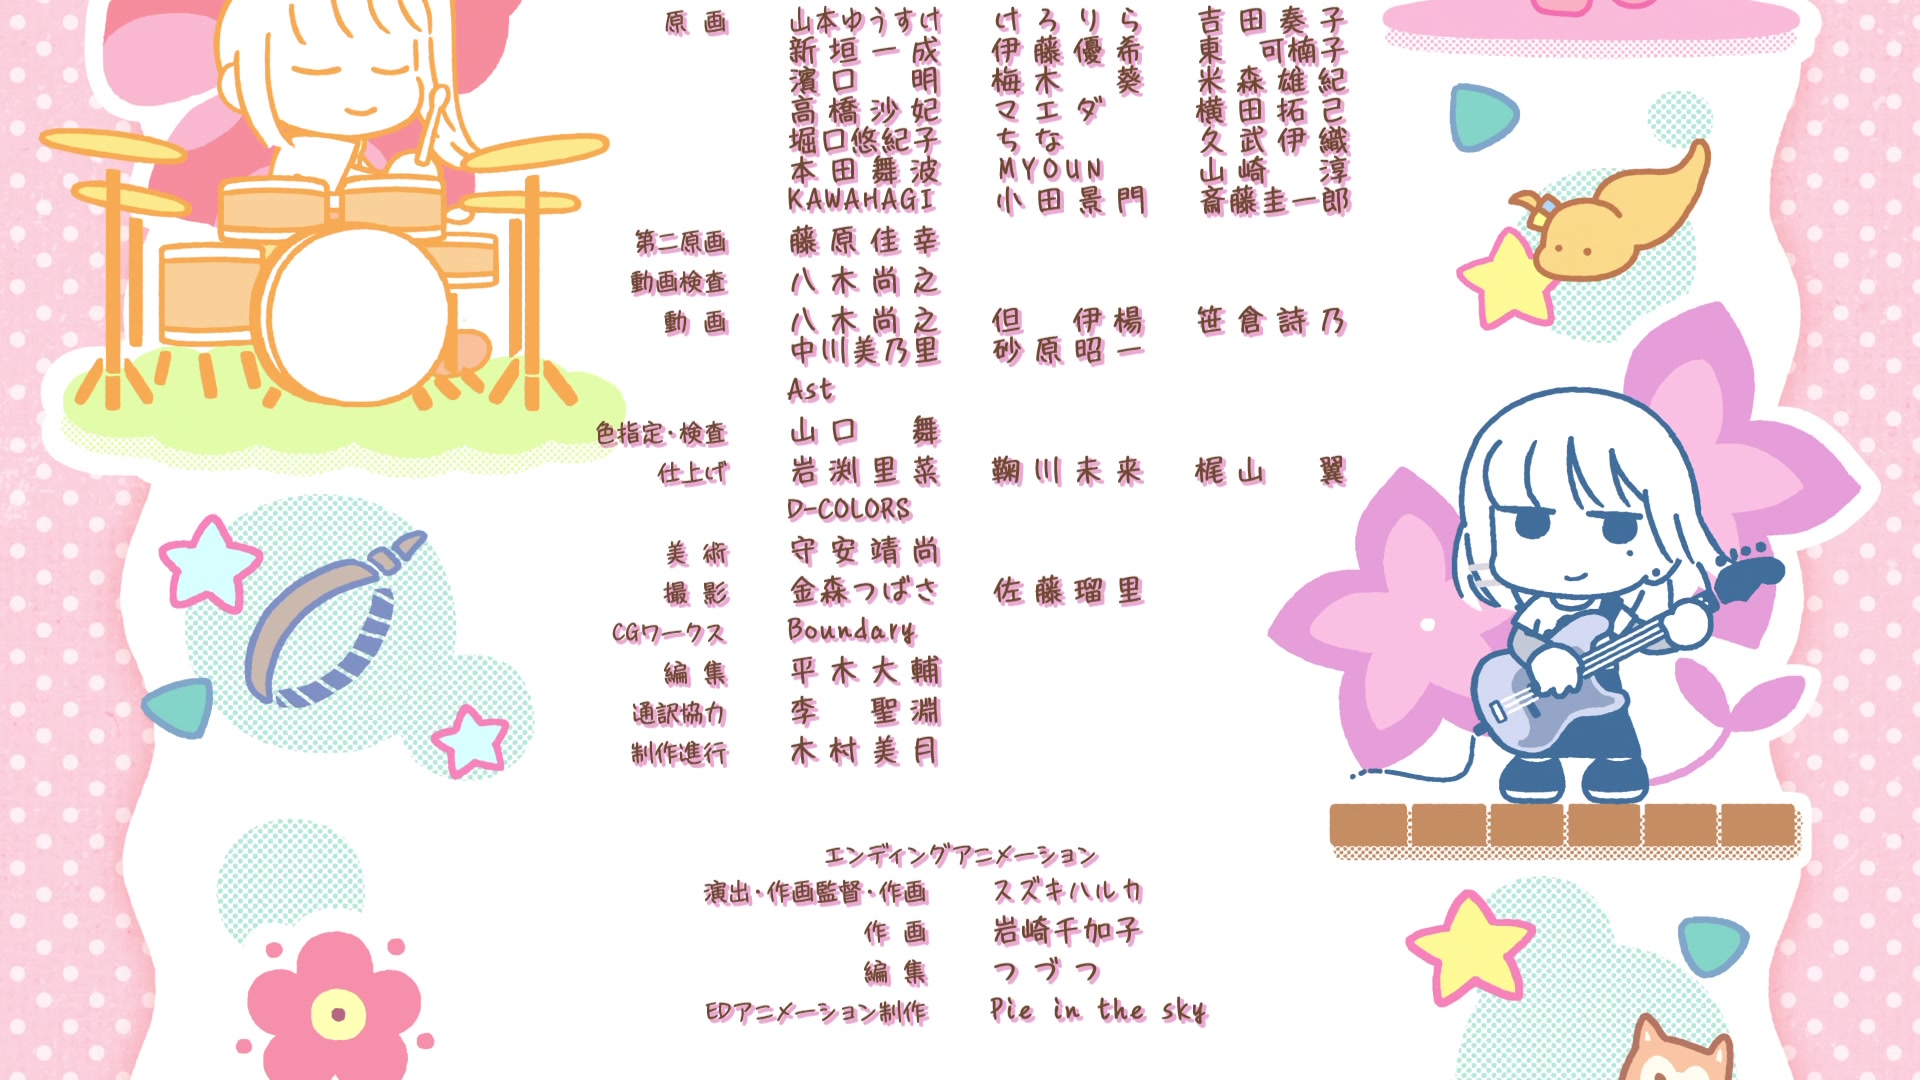 原画 山本ゆうすけ けろりら 吉田奏子
新垣一成 伊藤優希 東 可楠子
濱口 明 梅木 葵 米森雄紀
高橋沙妃 マエダ 横田拓己
堀口悠紀子 ちな 久武伊織
本田舞波 MYOUN 山崎 淳
KAWAHAGI 小田景門 斎藤圭一郎
第二原画 藤原佳幸
動画検査 八木尚之
動画 八木尚之 但 伊楊 笹倉詩乃
中川美乃里 砂原昭一
Ast
色指定・検査 山口 舞
仕上げ 岩渕里菜 鞠川未来 梶山 翼
D-COLORS
美術 守安靖尚
撮影 金森つばさ 佐藤瑠里
CGワークス Boundary
編集 平木大輔
通訳協力 李 聖淵
制作進行 木村美月
エンディングアニメーション
演出・作画監督・作画 スズキハルカ
作画 岩崎千加子
編集 つづつ
EDアニメーション制作 Pie in the sky